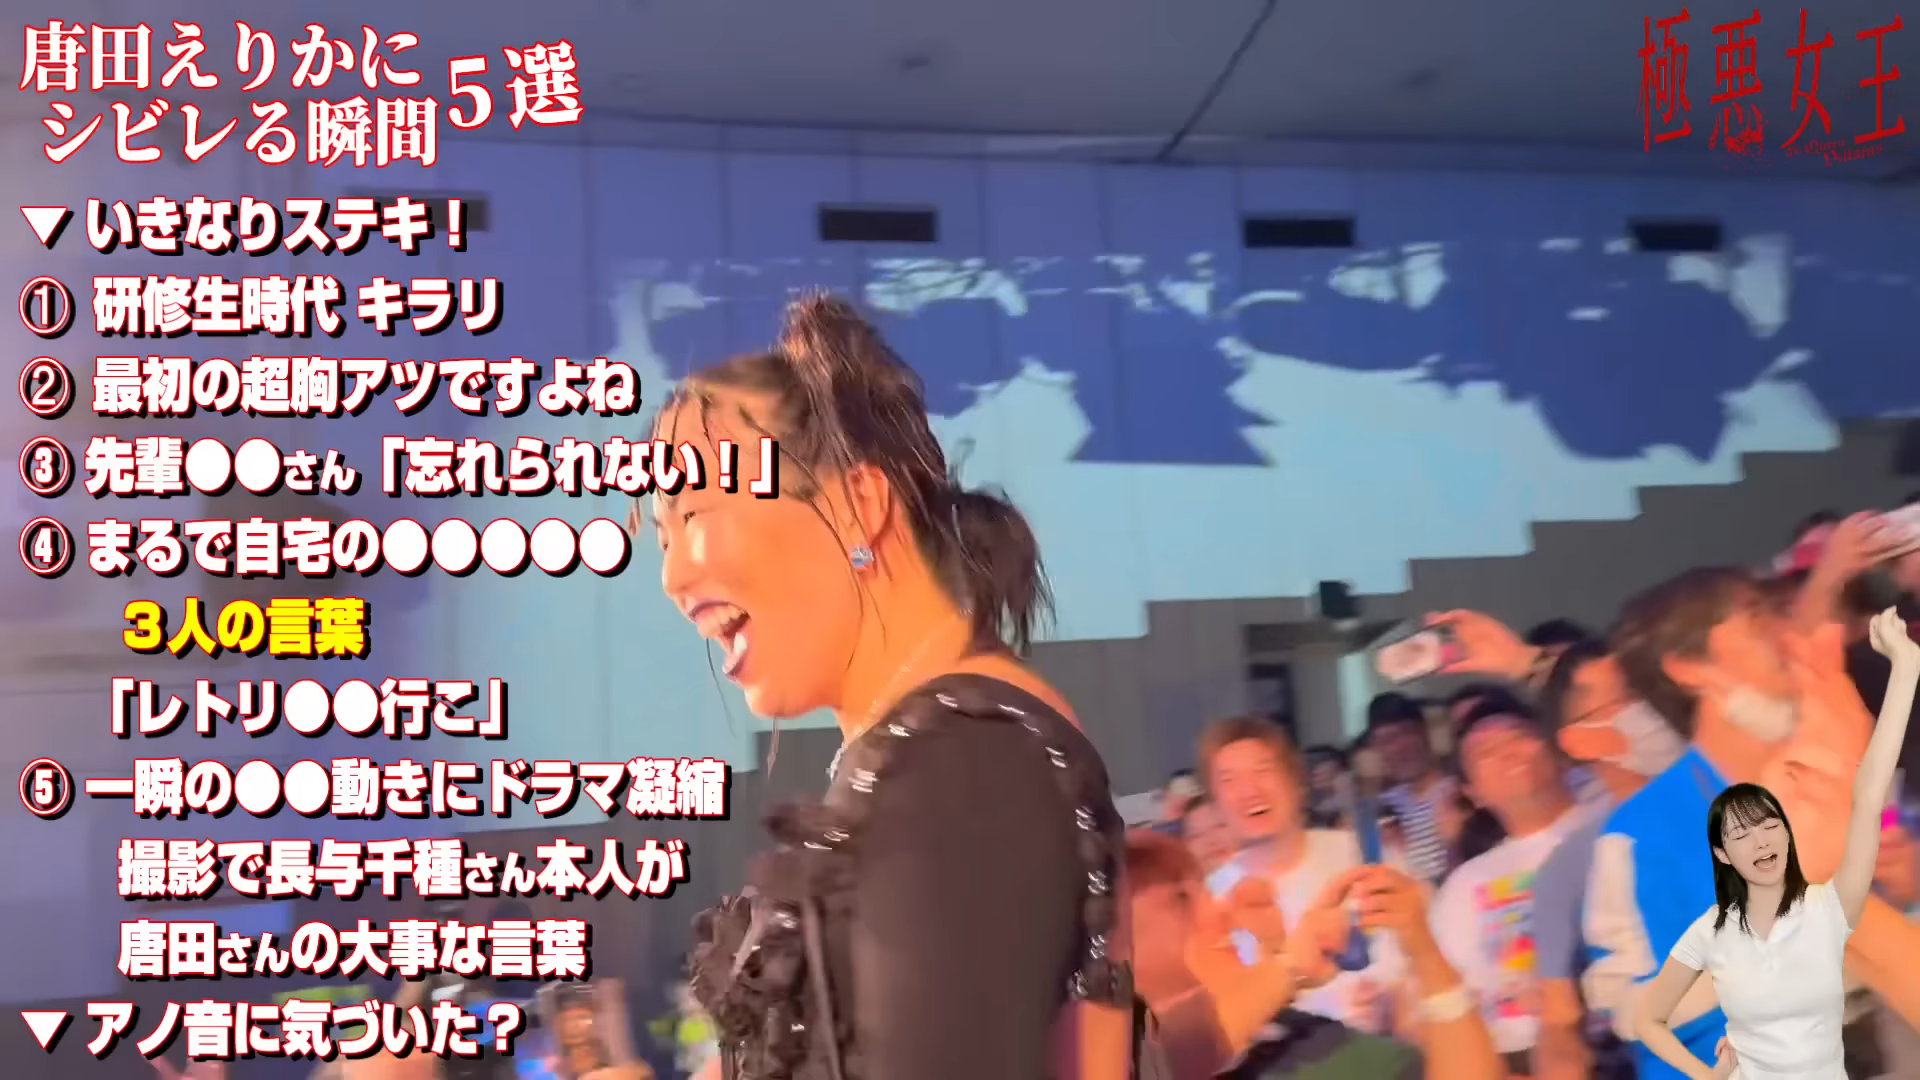 唐田えりかに
シビレる瞬間
5選
極悪女王
▼ いきなりステキ！
① 研修生時代 キラリ
② 最初の超胸アツですよね
③ 先輩●●さん「忘れられない！」
④ まるで自宅の●●●●●
３人の言葉
「レトリ●●行こ」
⑤ 一瞬の●●動きにドラマ凝縮
撮影で長与千種さん本人が
唐田さんの大事な言葉
▼ アノ音に気づいた？